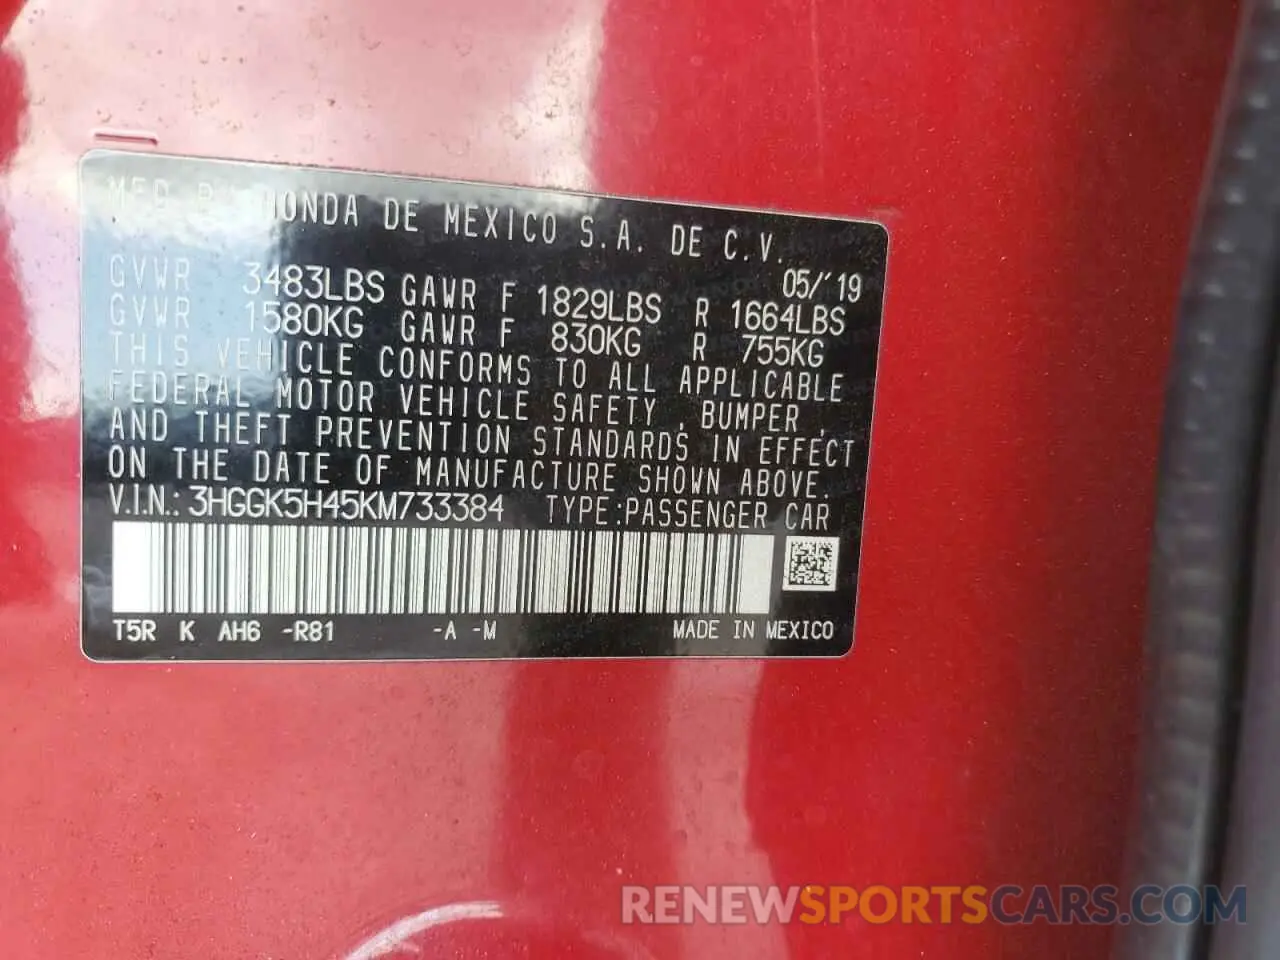 MFD BY HONDA DE MEXICO S.A. DE C.V.
05/'19
GVWR 3483LBS GAWR F 1829LBS R 1664LBS
GVWR 1580KG GAWR F 830KG R 755KG
THIS VEHICLE CONFORMS TO ALL APPLICABLE
FEDERAL MOTOR VEHICLE SAFETY, BUMPER,
AND THEFT PREVENTION STANDARDS IN EFFECT
ON THE DATE OF MANUFACTURE SHOWN ABOVE.
V.I.N.: 3HGGK5H45KM733384 TYPE:PASSENGER CAR
T5R K AH6 -R81 -A -M MADE IN MEXICO
RENEWSPORTSCARS.COM